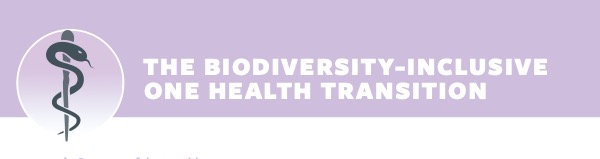 THE BIODIVERSITY-INCLUSIVE
ONE HEALTH TRANSITION